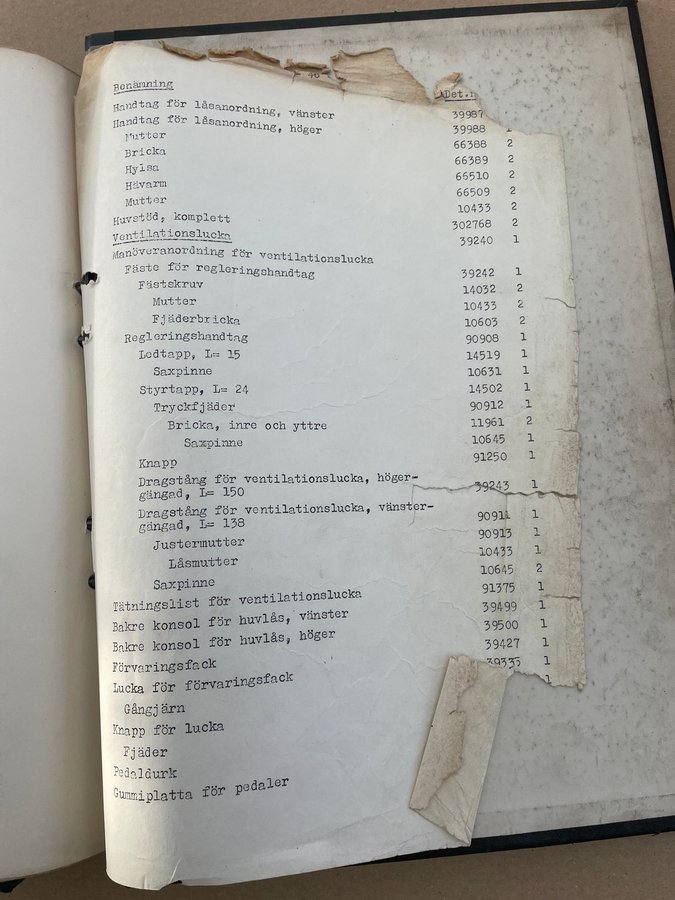 40
Benämning Det.n
Handtag för låsanordning, vänster 39987
Handtag för låsanordning, höger 39988 1
Mutter 66388 2
Bricka 66389 2
Hylsa 66510 2
Hävarm 66509 2
Mutter 10433 2
Huvstöd, komplett 302768 2
Ventilationslucka 39240 1
Manöveranordning för ventilationslucka
Fäste för regleringshandtag 39242 1
Fästskruv 14032 2
Mutter 10433 2
Fjäderbricka 10603 2
Regleringshandtag 90908 1
Ledtapp, L= 15 14519 1
Saxpinne 10631 1
Styrtapp, L= 24 14502 1
Tryckfjäder 90912 1
Bricka, inre och yttre 11961 2
Saxpinne 10645 1
Knapp 91250 1
Dragstång för ventilationslucka, höger-
gängad, L= 150 39243 1
Dragstång för ventilationslucka, vänster-
gängad, L= 138 90911 1
Justermutter 90913 1
Låsmutter 10433 1
Saxpinne 10645 2
Tätningslist för ventilationslucka 91375 1
Bakre konsol för huvlås, vänster 39499 1
Bakre konsol för huvlås, höger 39500 1
Förvaringsfack 39427 1
Lucka för förvaringsfack 39335 1
Gångjärn
Knapp för lucka
Fjäder
Pedaldurk
Gummiplatta för pedaler